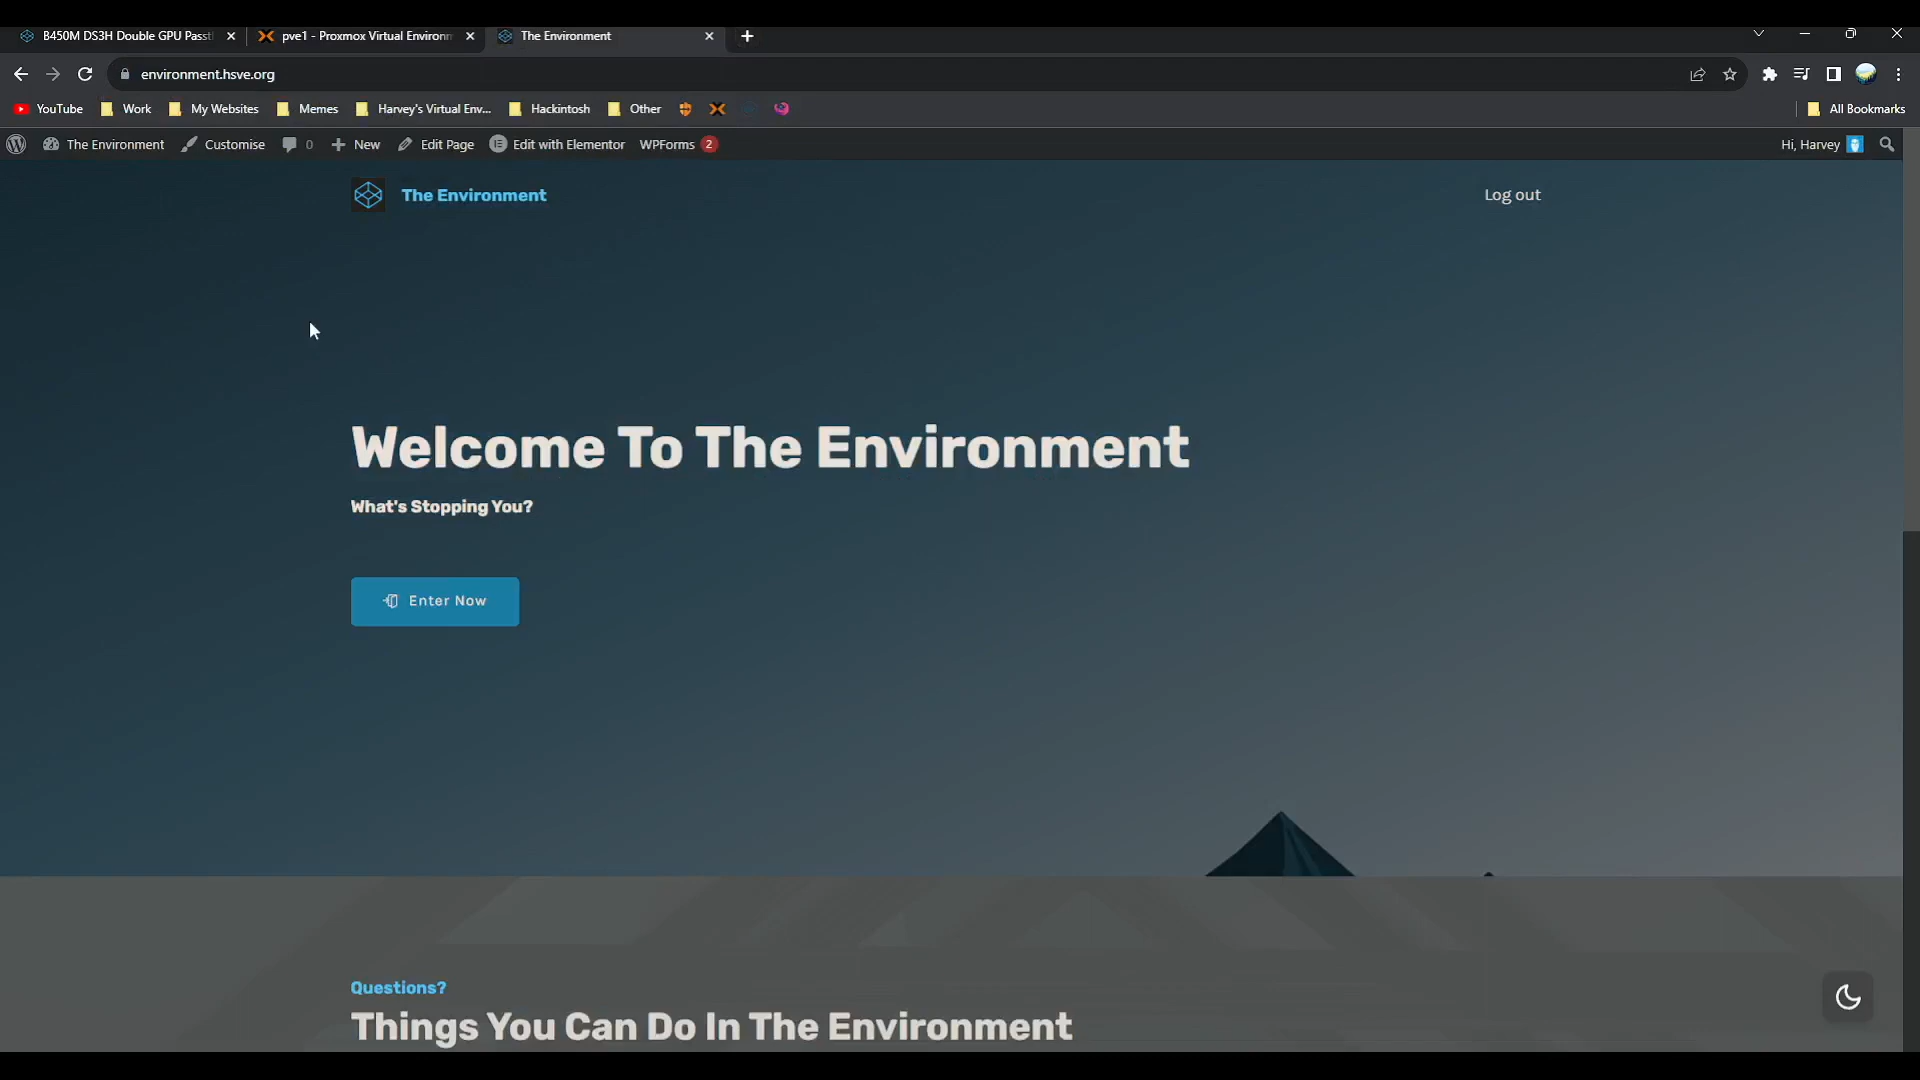 B450M DS3H Double GPU Passt
pve1 - Proxmox Virtual Environm
The Environment
environment.hsve.org
YouTube
Work
My Websites
Memes
Harvey's Virtual Env...
Hackintosh
Other
All Bookmarks
The Environment
Customise
0
New
Edit Page
Edit with Elementor
WPForms 2
Hi, Harvey
The Environment
Log out
Welcome To The Environment
What's Stopping You?
Enter Now
Questions?
Things You Can Do In The Environment